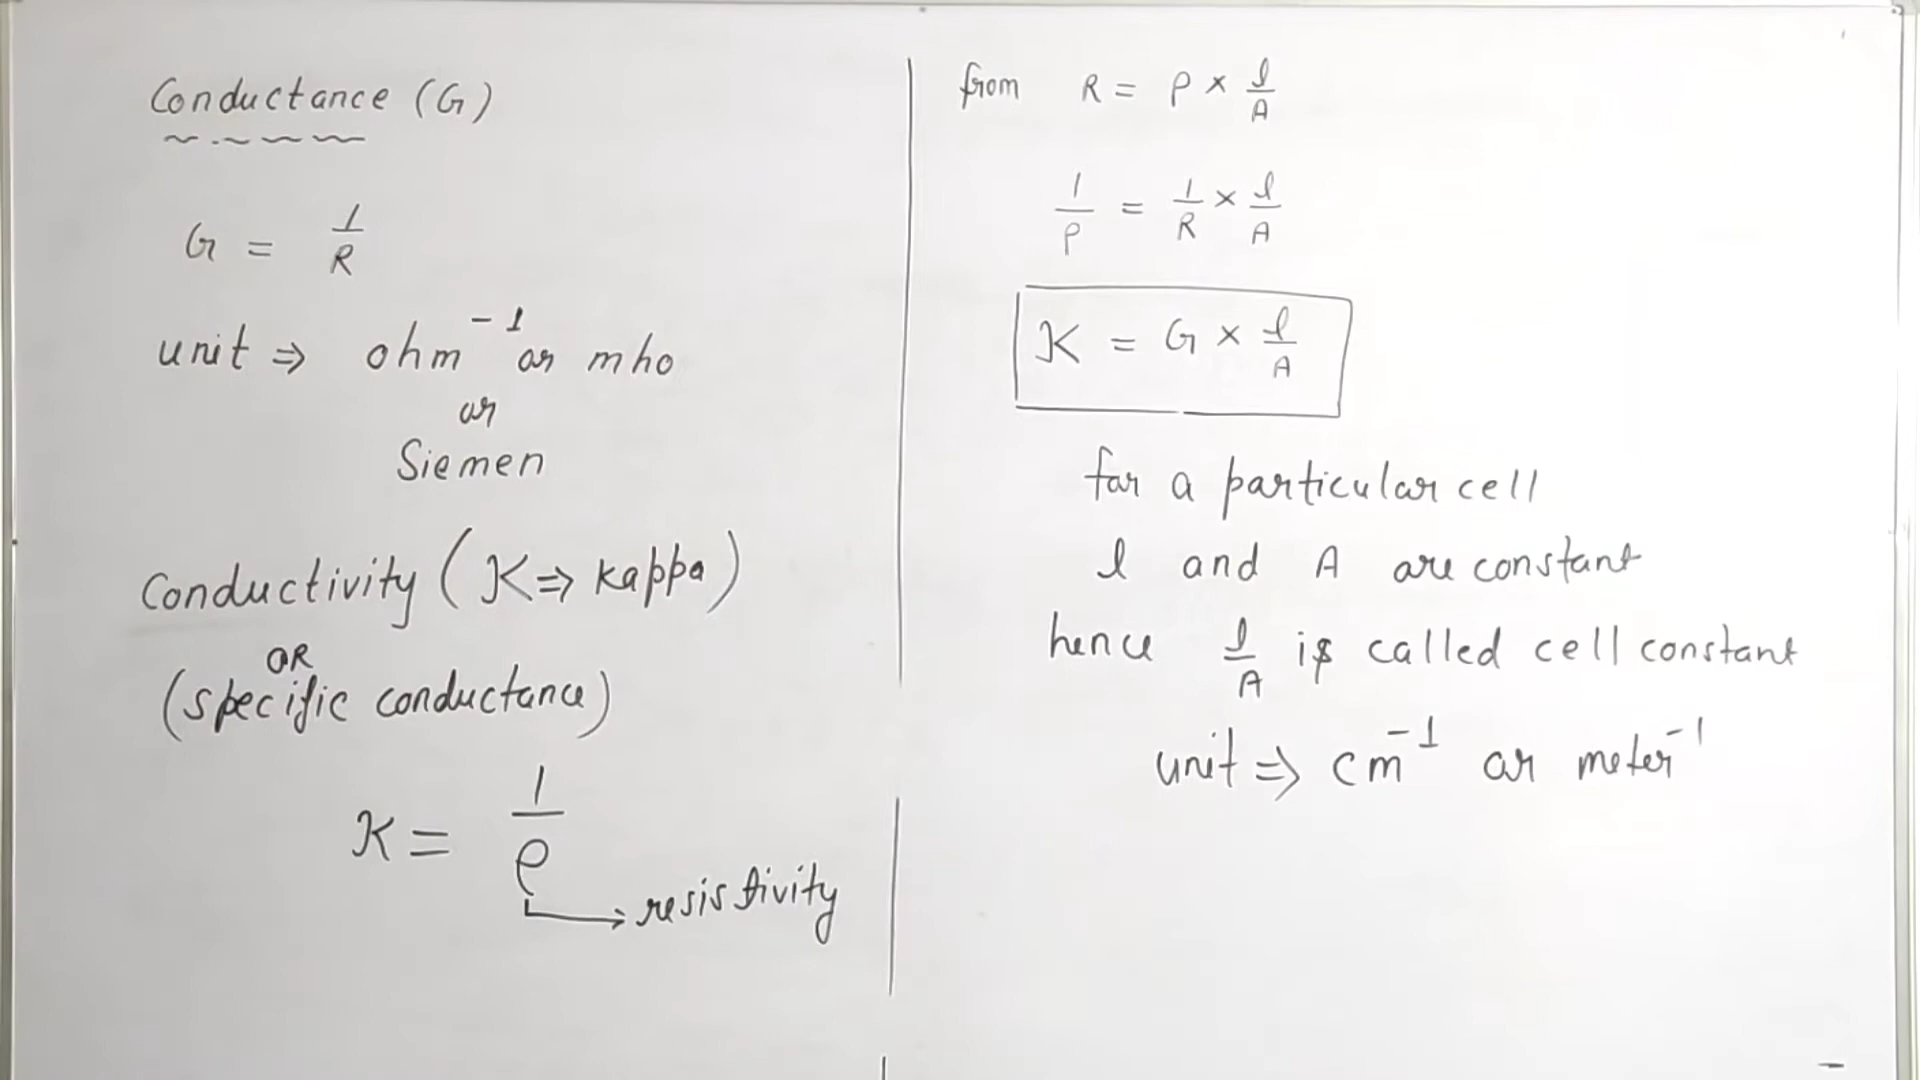 Conductance (G)
G = 1/R
unit ⇒ ohm⁻¹ or mho
or
Siemen
Conductivity (K ⇒ kappa)
OR
(specific conductance)
K = 1/ρ
→ resistivity
from R = ρ × l/A
1/ρ = 1/R × l/A
K = G × l/A
for a particular cell
l and A are constant
hence l/A is called cell constant
unit ⇒ cm⁻¹ or meter⁻¹